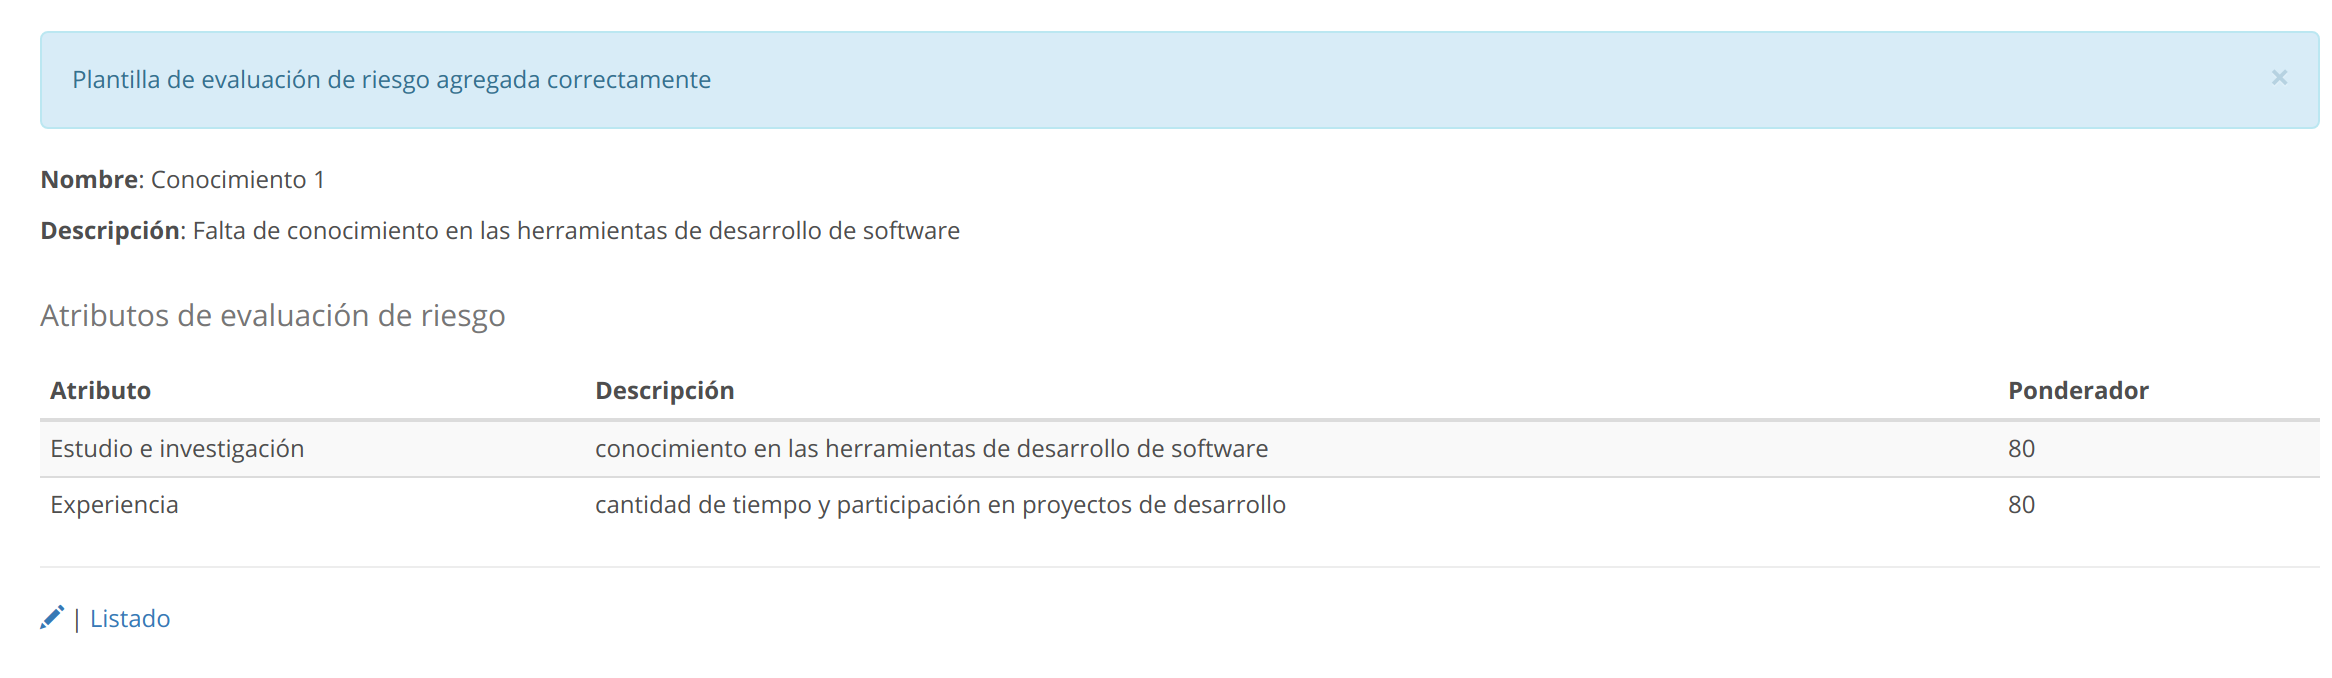 Plantilla de evaluación de riesgo agregada correctamente ×
Nombre: Conocimiento 1
Descripción: Falta de conocimiento en las herramientas de desarrollo de software
Atributos de evaluación de riesgo
Atributo Descripción Ponderador
Estudio e investigación conocimiento en las herramientas de desarrollo de software 80
Experiencia cantidad de tiempo y participación en proyectos de desarrollo 80
| Listado